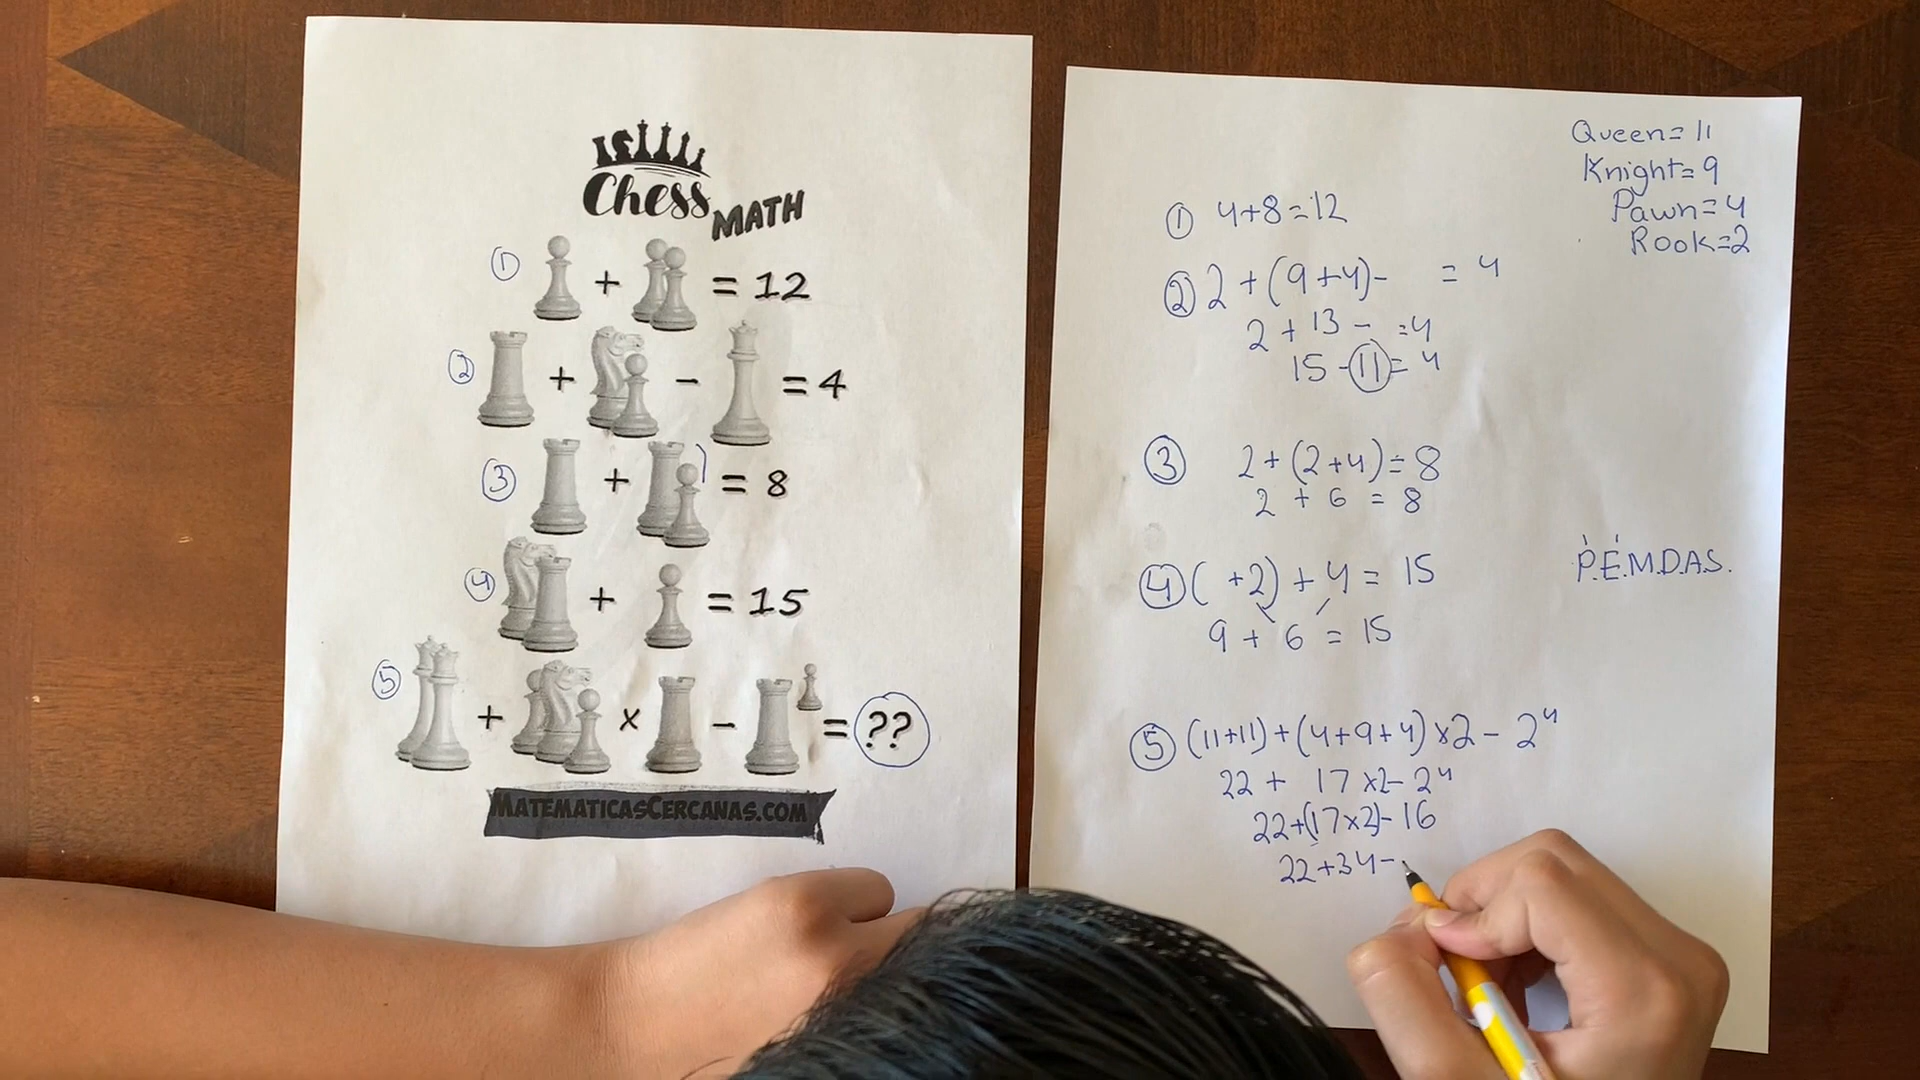 Chess
MATH
① + = 12
② + - = 4
③ + ) = 8
④ + = 15
⑤ + x - = ??
MATEMATICASCERCANAS.COM
Queen= 11
Knight= 9
Pawn= 4
Rook=2
① 4+8=12
② 2 + (9+4)- = 4
2 + 13 - =4
15 -11= 4
③ 2+(2+4)=8
2 + 6 = 8
④ ( +2) + 4 = 15
9 + 6 = 15
P.E.M.D.A.S.
⑤ (11+11)+(4+9+4)x2- 2⁴
22 + 17 x2- 2⁴
22+(17x2)-16
22+34-